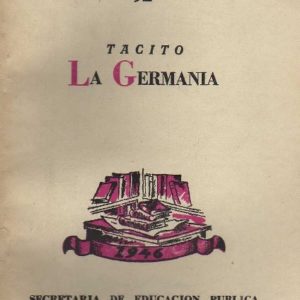 TACITO
LA GERMANIA
1946
SECRETARIA DE EDUCACION PUBLICA